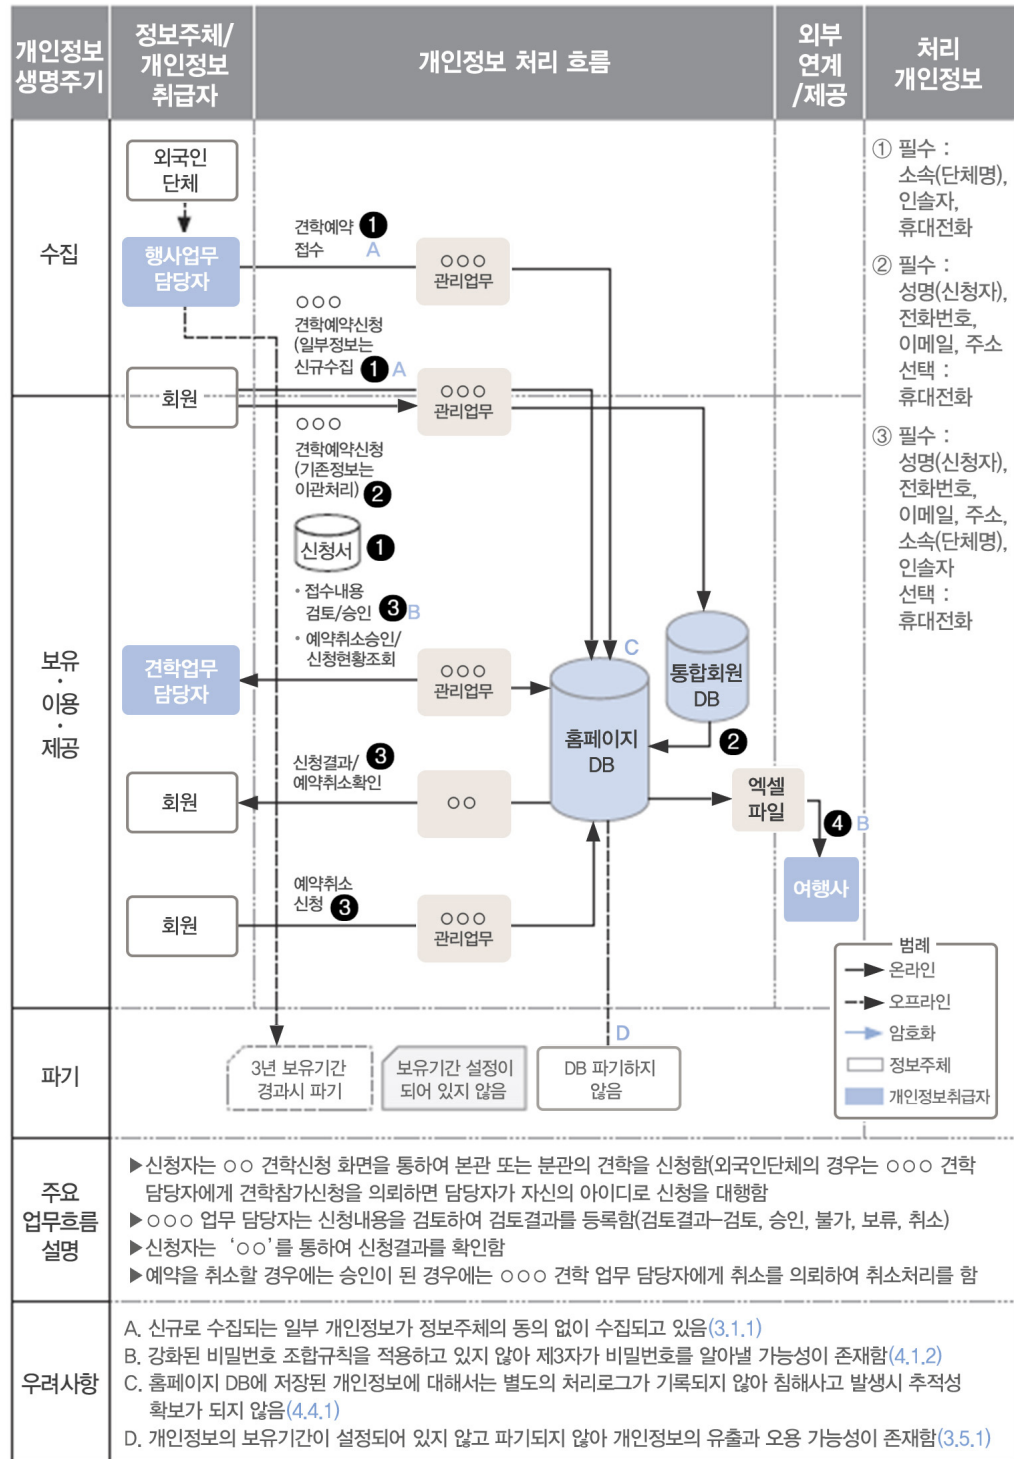 개인정보
생명주기
정보주체/
개인정보
취급자
개인정보 처리 흐름
외부
연계
/제공
처리
개인정보
수집
외국인
단체
행사업무
담당자
견학예약 ❶
접수 A
○○○
관리업무
○○○
견학예약신청
(일부정보는
신규수집 ❶ A
회원
○○○
관리업무
① 필수 :
소속(단체명),
인솔자,
휴대전화
② 필수 :
성명(신청자),
전화번호,
이메일, 주소
선택 :
휴대전화
③ 필수 :
성명(신청자),
전화번호,
이메일, 주소,
소속(단체명),
인솔자
선택 :
휴대전화
보유
·
이용
·
제공
○○○
견학예약신청
(기존정보는
이관처리) ❷
신청서 ❶
• 접수내용
검토/승인 ❸ B
• 예약취소승인/
신청현황조회
견학업무
담당자
○○○
관리업무
C
홈페이지
DB
통합회원
DB
❷
신청결과/ ❸
예약취소확인
회원
○○
엑셀
파일
❹ B
여행사
예약취소
신청 ❸
회원
○○○
관리업무
범례
온라인
오프라인
암호화
정보주체
개인정보취급자
파기
3년 보유기간
경과시 파기
보유기간 설정이
되어 있지 않음
D
DB 파기하지
않음
주요
업무흐름
설명
▶신청자는 ○○ 견학신청 화면을 통하여 본관 또는 분관의 견학을 신청함(외국인단체의 경우는 ○○○ 견학
담당자에게 견학참가신청을 의뢰하면 담당자가 자신의 아이디로 신청을 대행함
▶○○○ 업무 담당자는 신청내용을 검토하여 검토결과를 등록함(검토결과–검토, 승인, 불가, 보류, 취소)
▶신청자는 ‘○○’를 통하여 신청결과를 확인함
▶예약을 취소할 경우에는 승인이 된 경우에는 ○○○ 견학 업무 담당자에게 취소를 의뢰하여 취소처리를 함
우려사항
A. 신규로 수집되는 일부 개인정보가 정보주체의 동의 없이 수집되고 있음(3.1.1)
B. 강화된 비밀번호 조합규칙을 적용하고 있지 않아 제3자가 비밀번호를 알아낼 가능성이 존재함(4.1.2)
C. 홈페이지 DB에 저장된 개인정보에 대해서는 별도의 처리로그가 기록되지 않아 침해사고 발생시 추적성
확보가 되지 않음(4.4.1)
D. 개인정보의 보유기간이 설정되어 있지 않고 파기되지 않아 개인정보의 유출과 오용 가능성이 존재함(3.5.1)